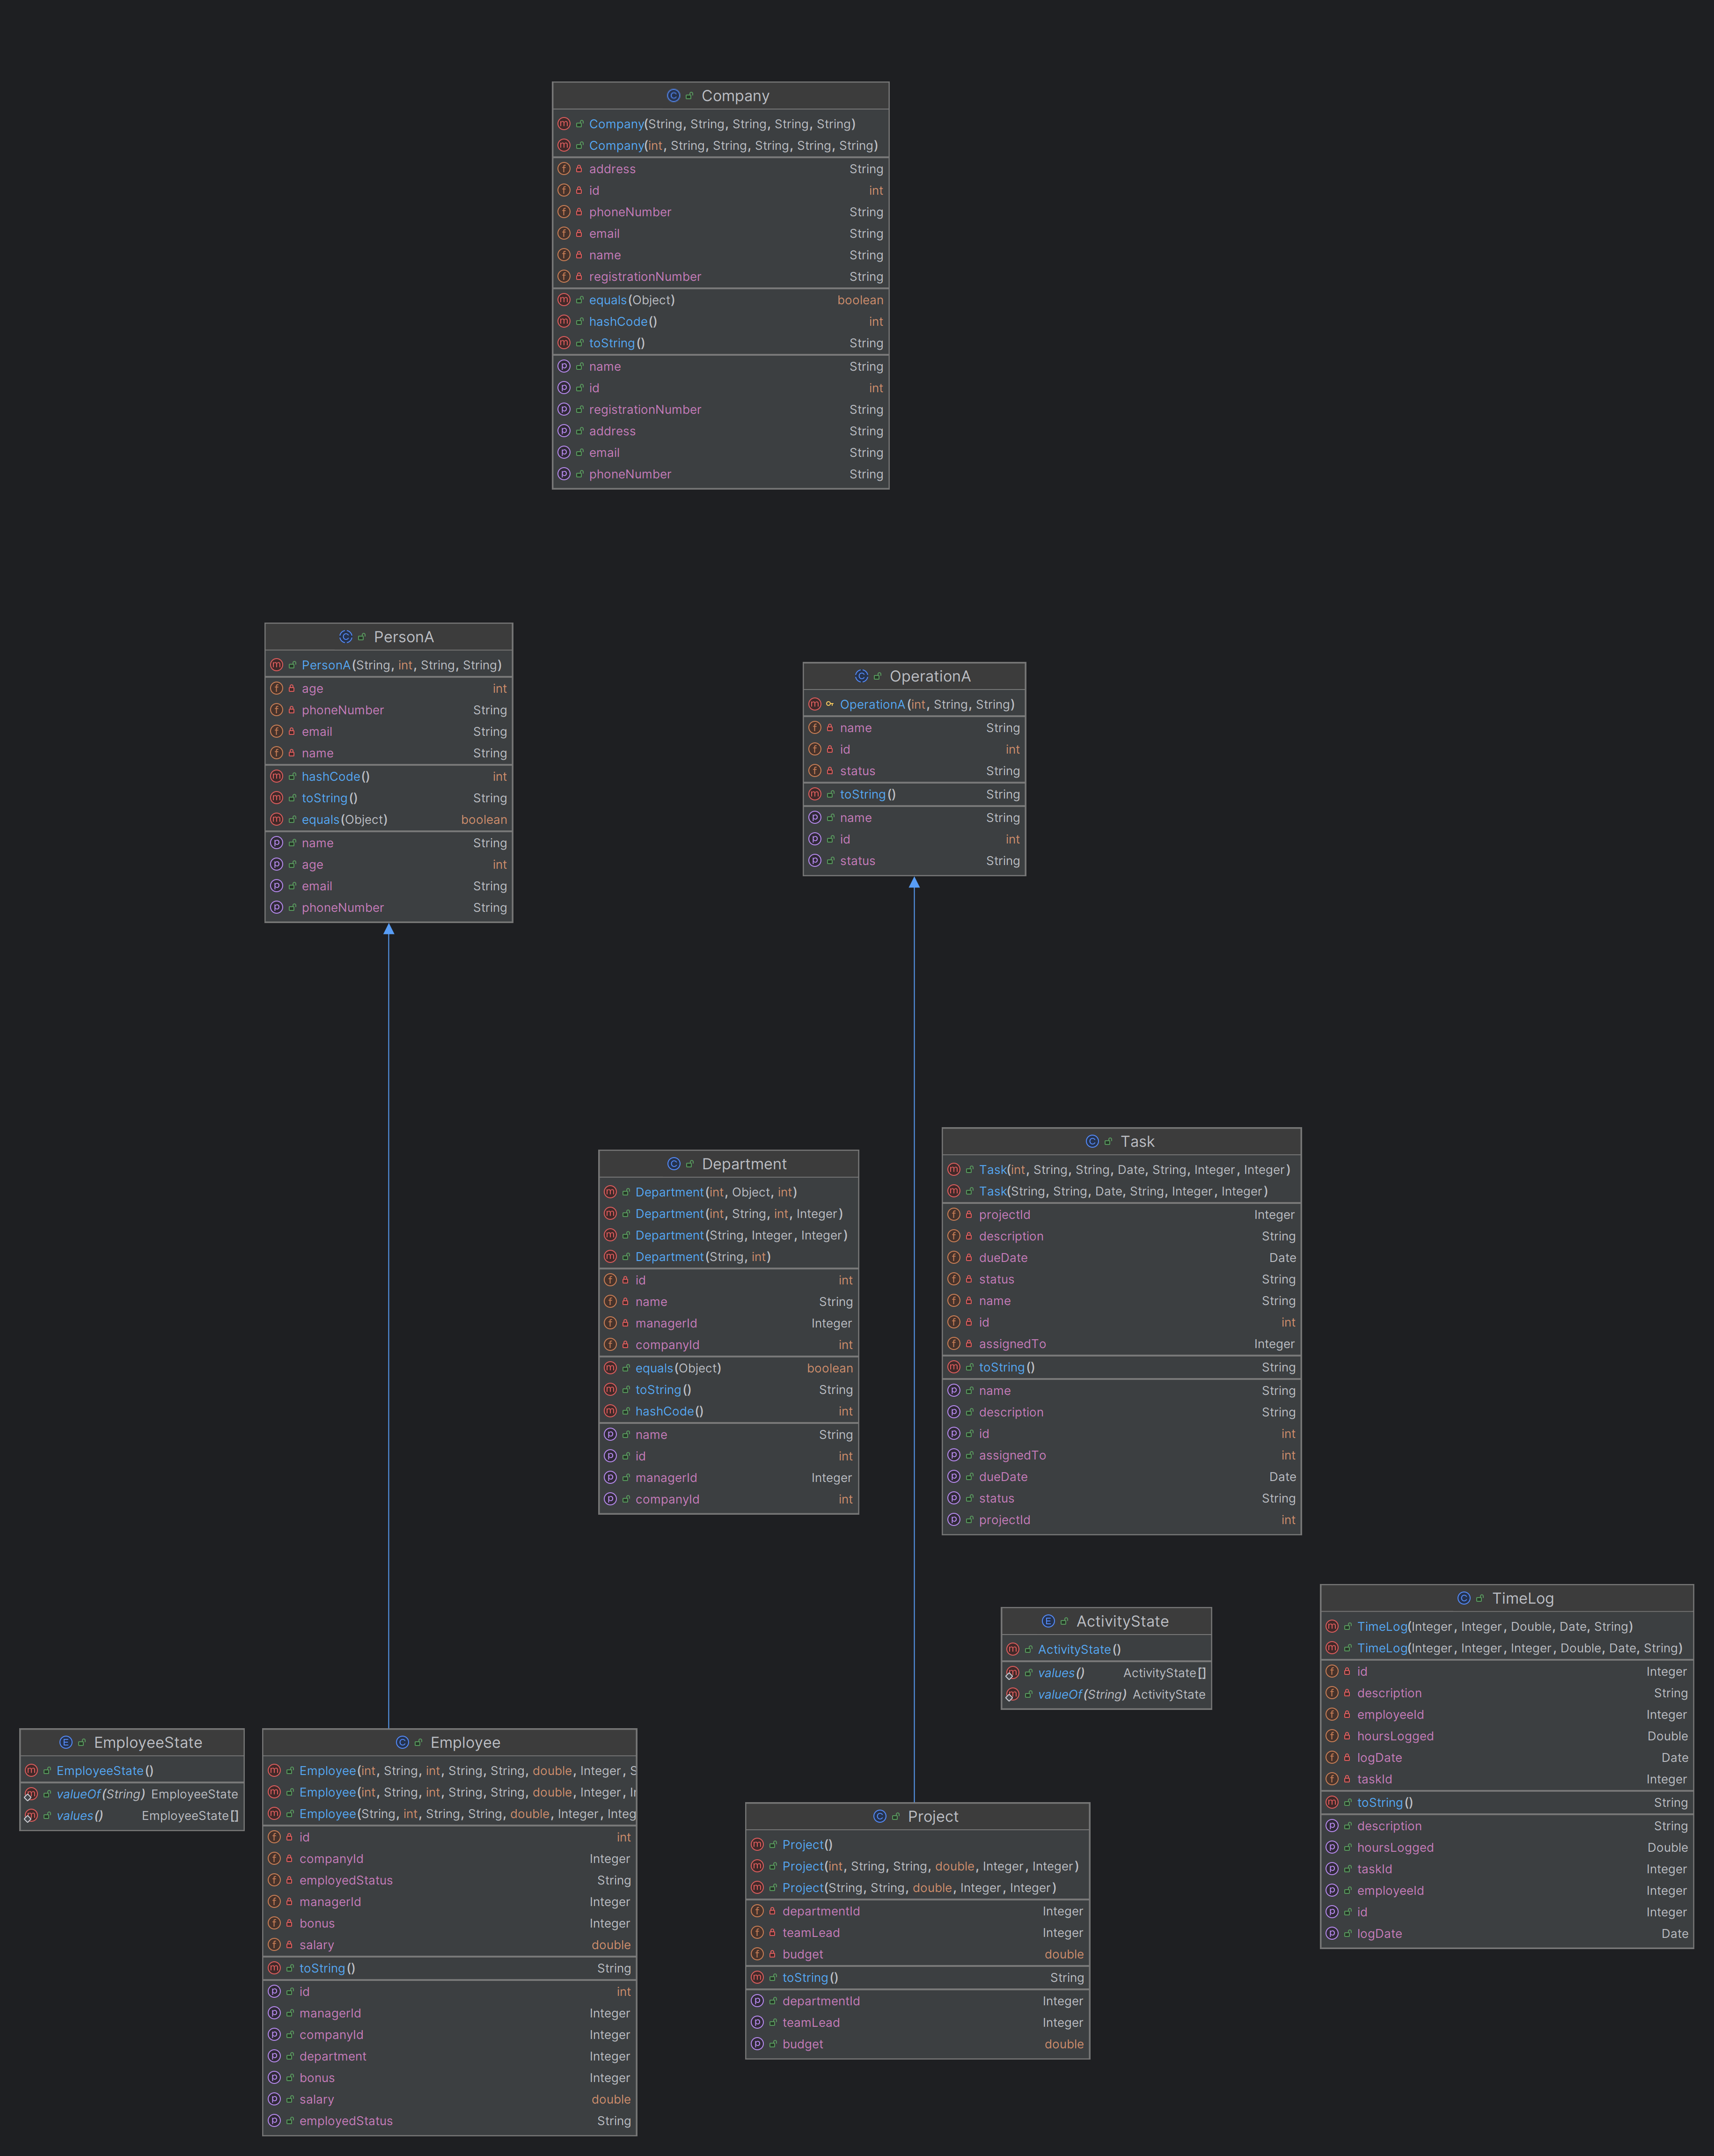 Company
Company(String, String, String, String, String)
Company(int, String, String, String, String, String)
address String
id int
phoneNumber String
email String
name String
registrationNumber String
equals(Object) boolean
hashCode() int
toString() String
name String
id int
registrationNumber String
address String
email String
phoneNumber String
PersonA
PersonA(String, int, String, String)
age int
phoneNumber String
email String
name String
hashCode() int
toString() String
equals(Object) boolean
name String
age int
email String
phoneNumber String
OperationA
OperationA(int, String, String)
name String
id int
status String
toString() String
name String
id int
status String
Department
Department(int, Object, int)
Department(int, String, int, Integer)
Department(String, Integer, Integer)
Department(String, int)
id int
name String
managerId Integer
companyId int
equals(Object) boolean
toString() String
hashCode() int
name String
id int
managerId Integer
companyId int
Task
Task(int, String, String, Date, String, Integer, Integer)
Task(String, String, Date, String, Integer, Integer)
projectId Integer
description String
dueDate Date
status String
name String
id int
assignedTo Integer
toString() String
name String
description String
id int
assignedTo int
dueDate Date
status String
projectId int
ActivityState
ActivityState()
values() ActivityState[]
valueOf(String) ActivityState
TimeLog
TimeLog(Integer, Integer, Double, Date, String)
TimeLog(Integer, Integer, Integer, Double, Date, String)
id Integer
description String
employeeId Integer
hoursLogged Double
logDate Date
taskId Integer
toString() String
description String
hoursLogged Double
taskId Integer
employeeId Integer
id Integer
logDate Date
EmployeeState
EmployeeState()
valueOf(String) EmployeeState
values() EmployeeState[]
Employee
Employee(int, String, int, String, String, double, Integer, S
Employee(int, String, int, String, String, double, Integer, I
Employee(String, int, String, String, double, Integer, Integ
id int
companyId Integer
employedStatus String
managerId Integer
bonus Integer
salary double
toString() String
id int
managerId Integer
companyId Integer
department Integer
bonus Integer
salary double
employedStatus String
Project
Project()
Project(int, String, String, double, Integer, Integer)
Project(String, String, double, Integer, Integer)
departmentId Integer
teamLead Integer
budget double
toString() String
departmentId Integer
teamLead Integer
budget double